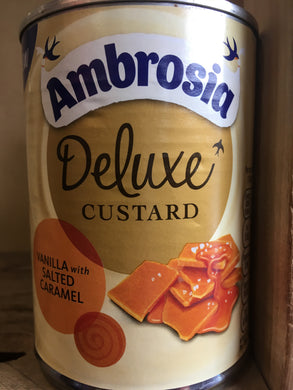 Ambrosia
Deluxe
CUSTARD
VANILLA with
SALTED
CARAMEL